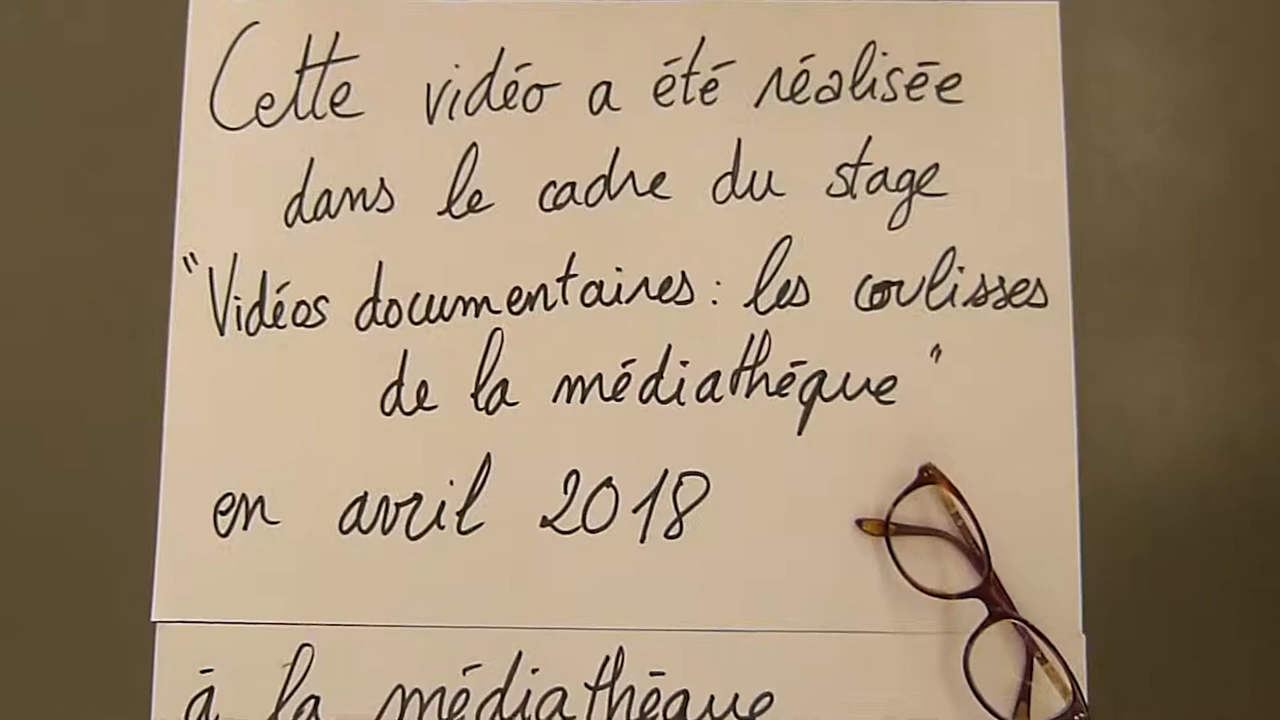 Cette vidéo a été réalisée
dans le cadre du stage
"Vidéos documentaires : les coulisses
de la médiathèque"
en avril 2018
à la médiathèque